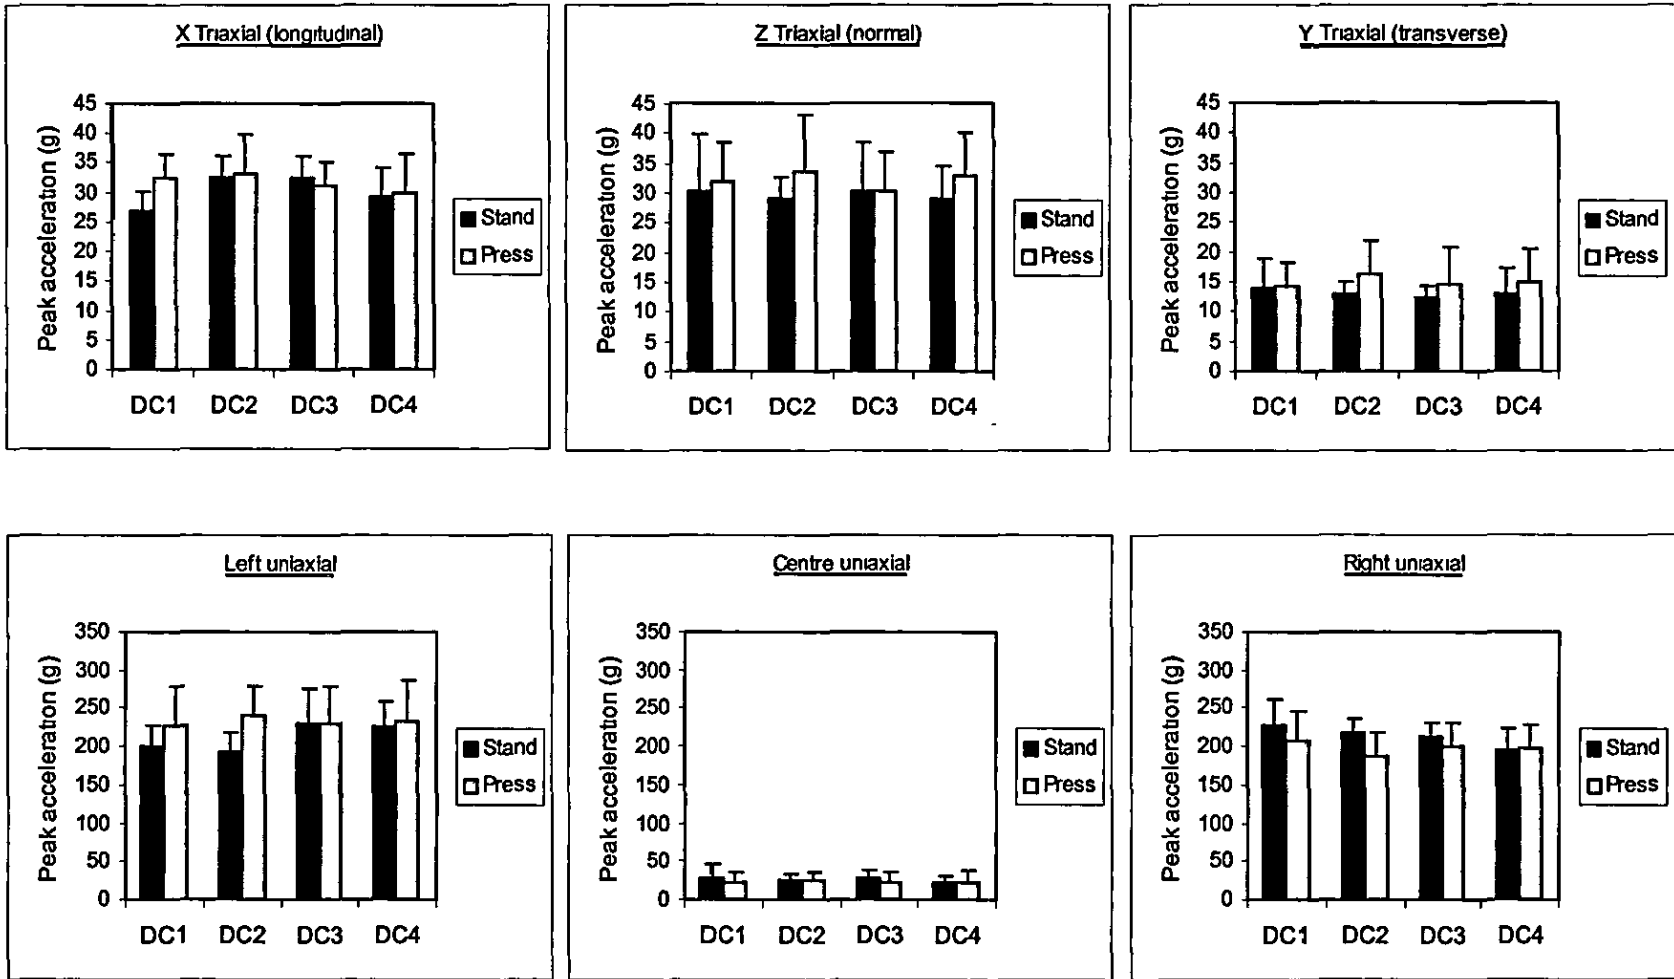 X Triaxial (longitudinal)
Peak acceleration (g)
45
40
35
30
25
20
15
10
5
0
DC1 DC2 DC3 DC4
Stand
Press
Z Triaxial (normal)
Peak acceleration (g)
45
40
35
30
25
20
15
10
5
0
DC1 DC2 DC3 DC4
Stand
Press
Y Triaxial (transverse)
Peak acceleration (g)
45
40
35
30
25
20
15
10
5
0
DC1 DC2 DC3 DC4
Stand
Press
Left uniaxial
Peak acceleration (g)
350
300
250
200
150
100
50
0
DC1 DC2 DC3 DC4
Stand
Press
Centre uniaxial
Peak acceleration (g)
350
300
250
200
150
100
50
0
DC1 DC2 DC3 DC4
Stand
Press
Right uniaxial
Peak acceleration (g)
350
300
250
200
150
100
50
0
DC1 DC2 DC3 DC4
Stand
Press